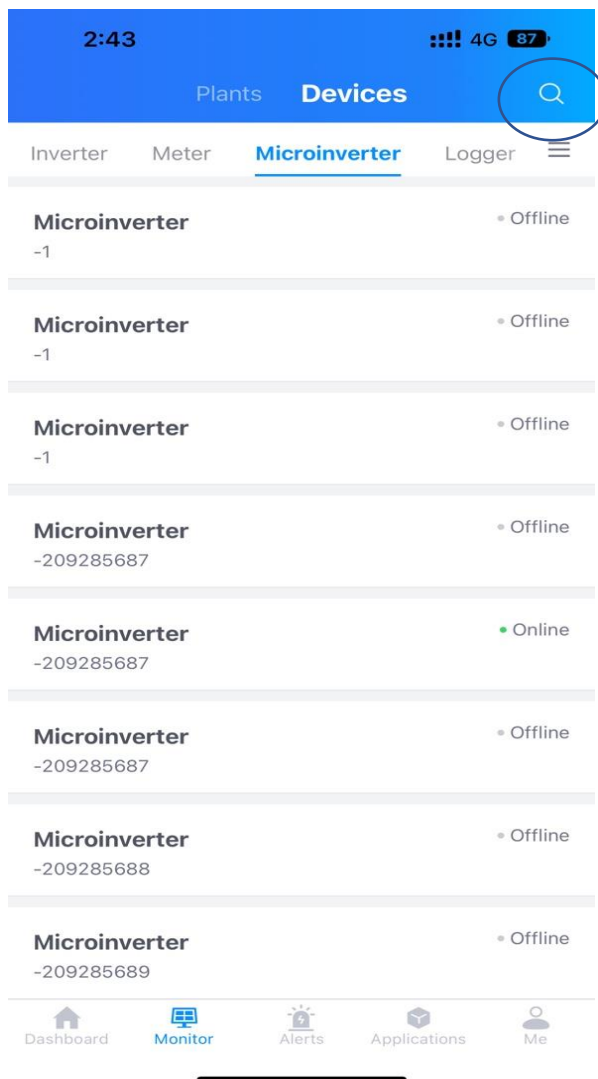 2:43 4G 87
Plants Devices
Inverter Meter Microinverter Logger
Microinverter Offline
-1
Microinverter Offline
-1
Microinverter Offline
-1
Microinverter Offline
-209285687
Microinverter Online
-209285687
Microinverter Offline
-209285687
Microinverter Offline
-209285688
Microinverter Offline
-209285689
Dashboard Monitor Alerts Applications Me